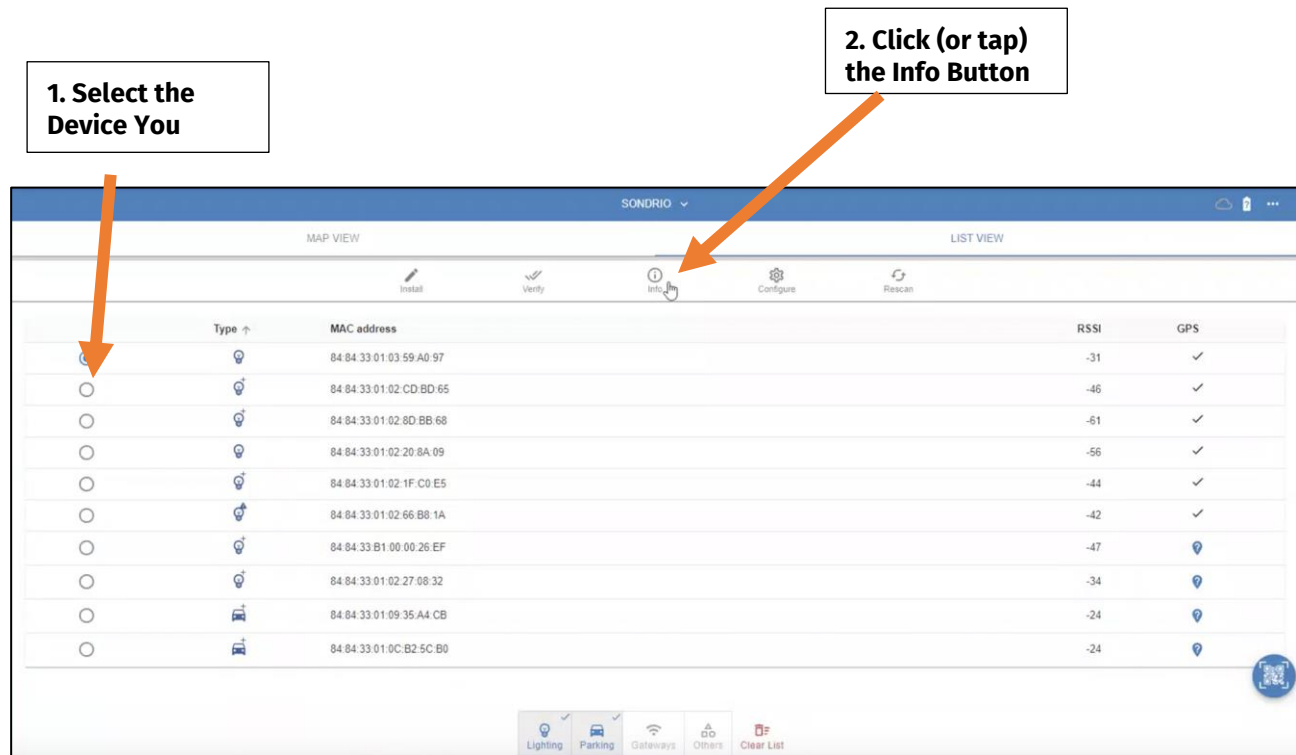 2. Click (or tap)
the Info Button
1. Select the
Device You
SONDRIO
MAP VIEW LIST VIEW
Install Verify Info Configure Rescan
Type MAC address RSSI GPS
84:84:33:01:03:59:A0:97 -31
84:84:33:01:02:CD:BD:65 -46
84:84:33:01:02:8D:BB:68 -61
84:84:33:01:02:20:8A:09 -56
84:84:33:01:02:1F:C0:E5 -44
84:84:33:01:02:66:B8:1A -42
84:84:33:B1:00:00:26:EF -47
84:84:33:01:02:27:08:32 -34
84:84:33:01:09:35:A4:CB -24
84:84:33:01:0C:B2:5C:B0 -24
Lighting Parking Gateways Others Clear List